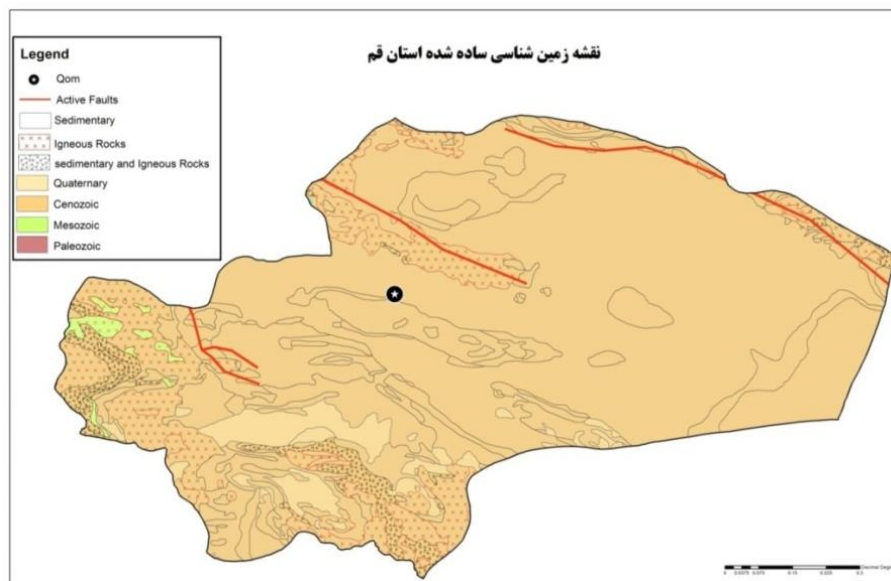 نقشه زمین شناسی ساده شده استان قم
Legend
Qom
Active Faults
Sedimentary
Igneous Rocks
sedimentary and Igneous Rocks
Quaternary
Cenozoic
Mesozoic
Paleozoic